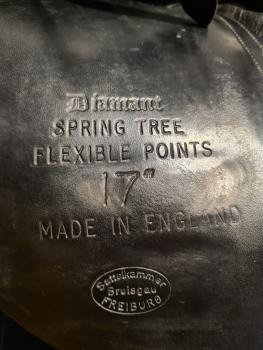 Diamant
SPRING TREE
FLEXIBLE POINTS
17"
MADE IN ENGLAND
Sattelkammer
Breisgau
FREIBURG